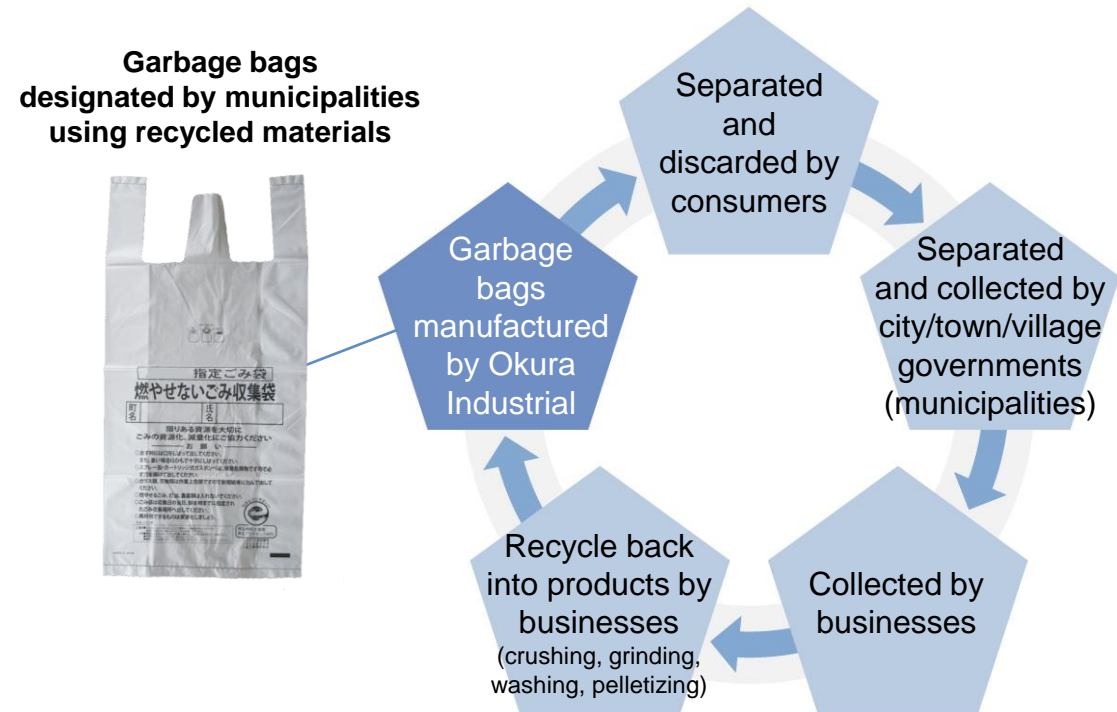 Garbage bags
designated by municipalities
using recycled materials
指定ごみ袋
燃やせないごみ収集袋
町名
氏名
限りある資源を大切に
ごみの資源化、減量化にご協力ください
お願い
Separated
and
discarded by
consumers
Separated
and collected by
city/town/village
governments
(municipalities)
Collected by
businesses
Recycle back
into products by
businesses
(crushing, grinding,
washing, pelletizing)
Garbage
bags
manufactured
by Okura
Industrial